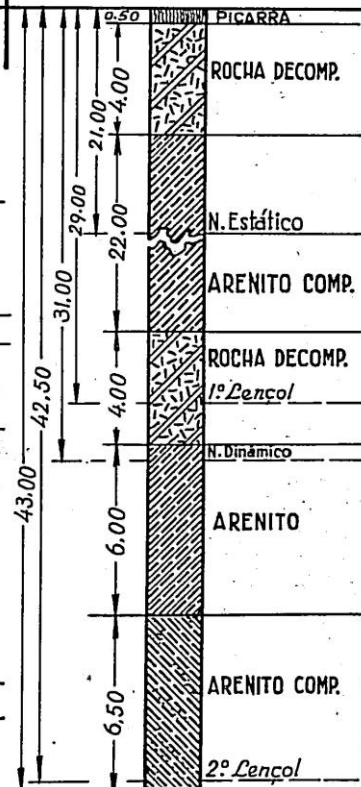 0.50 PICARRA
ROCHA DECOMP.
4.00
21.00
N. Estático
29.00
22.00
ARENITO COMP.
31.00
ROCHA DECOMP.
4.00
1º Lençol
42,50
N. Dinâmico
43.00
6.00
ARENITO
6,50
ARENITO COMP.
2º Lençol